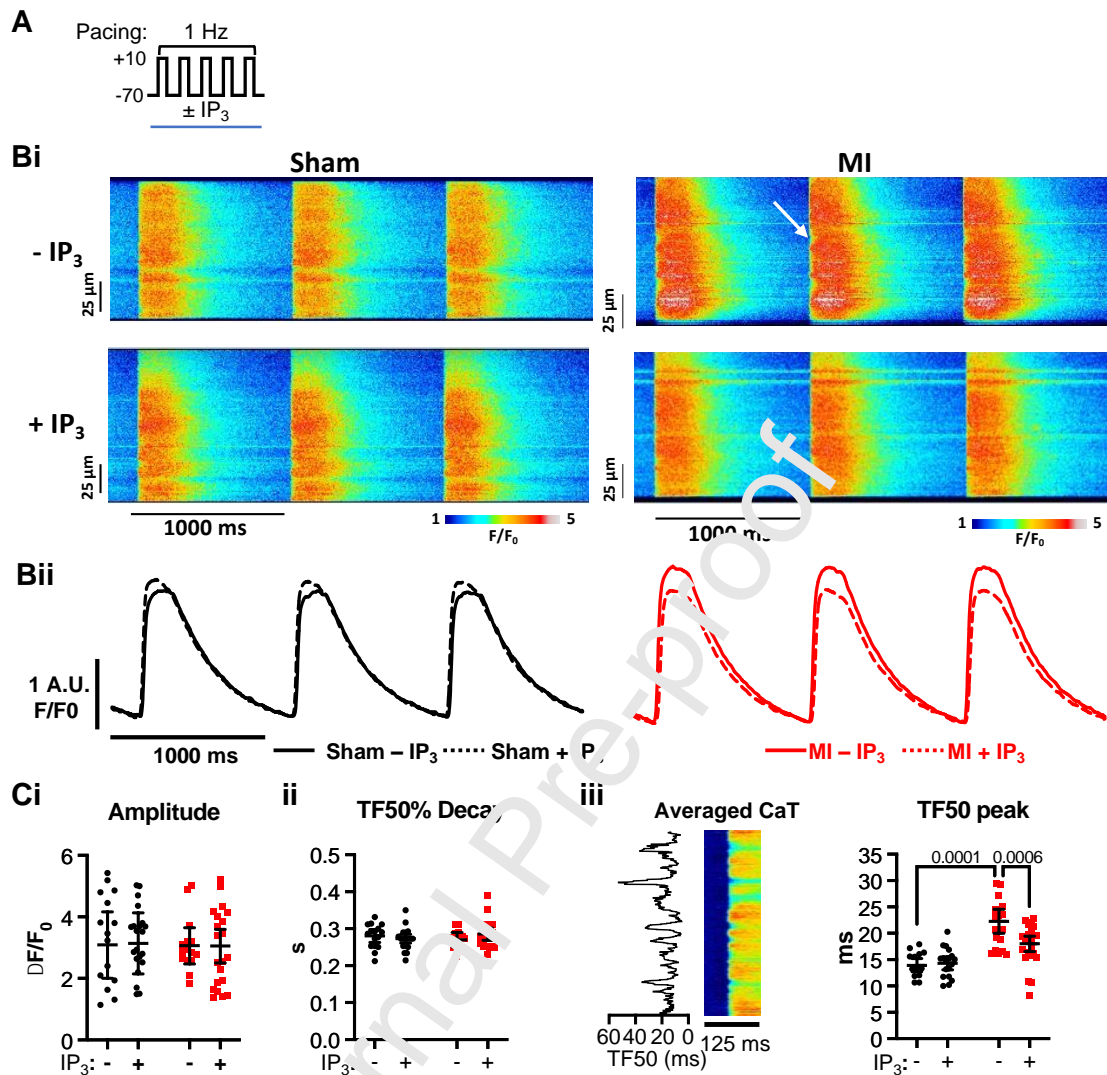 A
Pacing: 1 Hz
+10
-70
± IP3
Bi
Sham
MI
- IP3
25 µm
25 µm
+ IP3
25 µm
25 µm
1000 ms
1 5
F/F0
1000 ms
1 5
F/F0
Bii
1 A.U.
F/F0
1000 ms
Sham – IP3
Sham + P3
MI – IP3
MI + IP3
Ci
Amplitude
6
4
2
0
DF/F0
IP3: - + - +
ii
TF50% Decay
0.5
0.4
0.3
0.2
0.1
0.0
s
IP3: - + - +
iii
Averaged CaT
60 40 20 0
TF50 (ms)
125 ms
TF50 peak
0.0001 0.0006
35
30
25
20
15
10
5
0
ms
IP3: - + - +
Journal Pre-proof